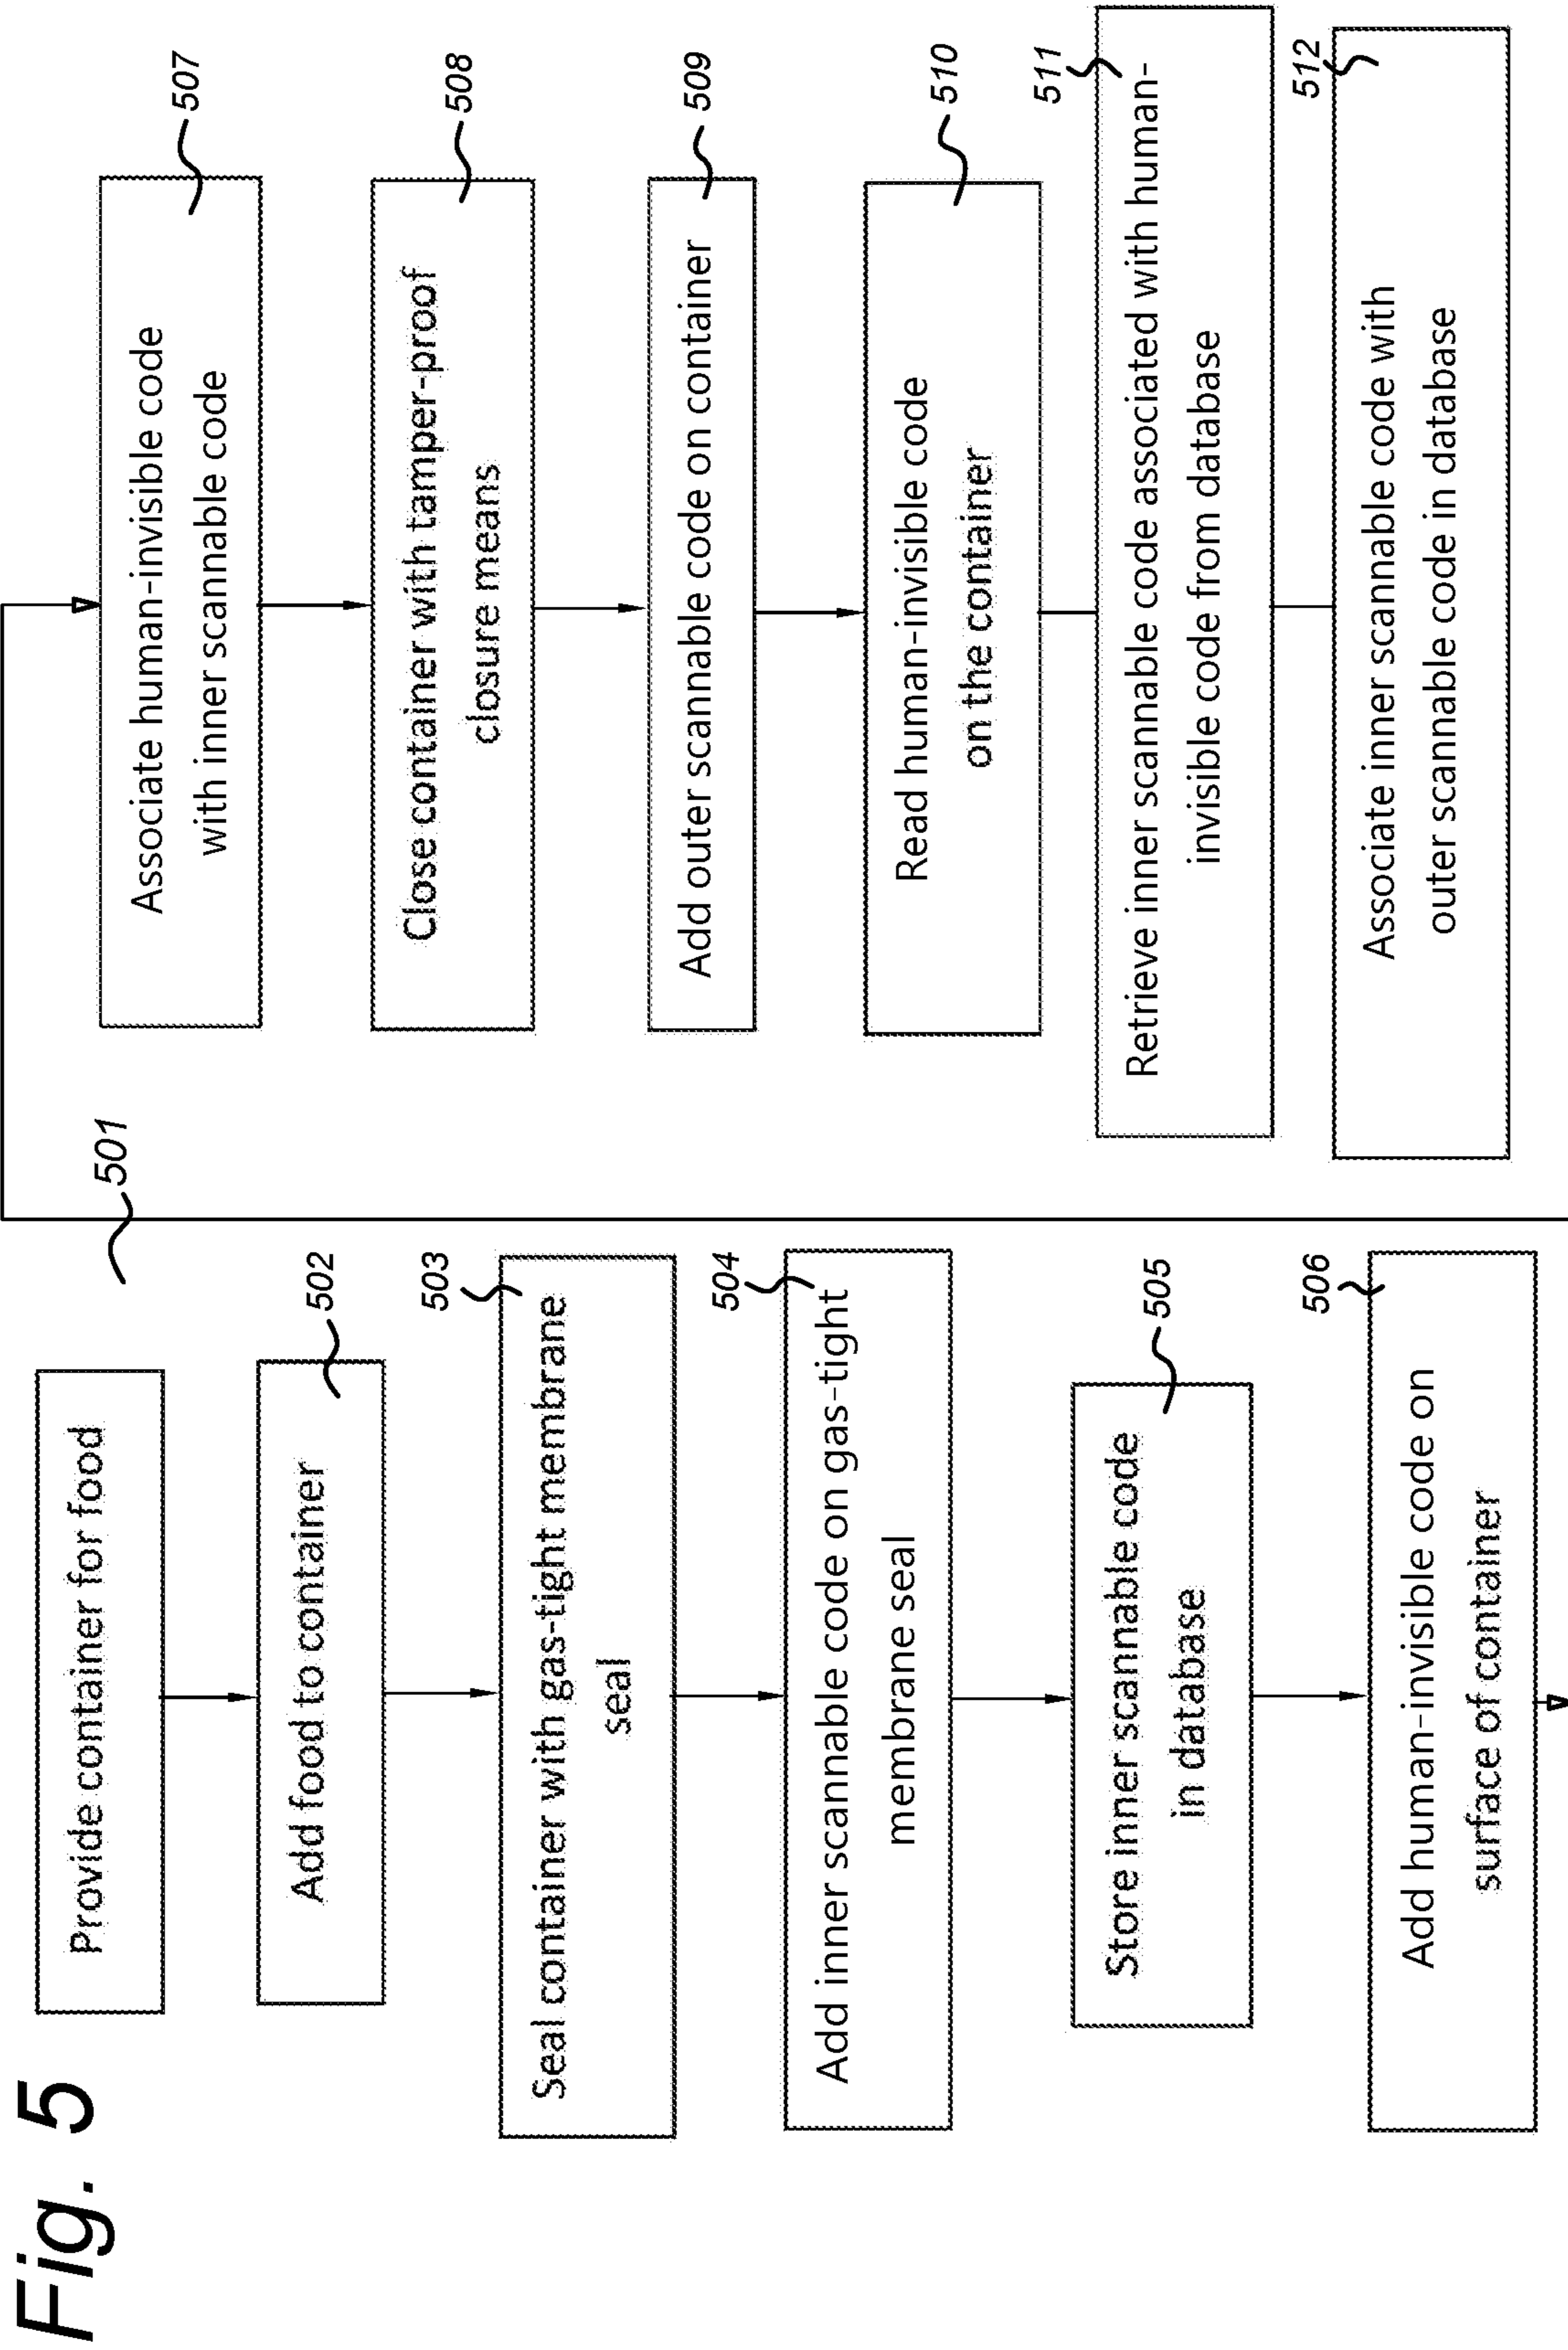 Fig. 5
501
Provide container for food
502
Add food to container
503
Seal container with gas-tight membrane
seal
504
Add inner scannable code on gas-tight
membrane seal
505
Store inner scannable code
in database
506
Add human-invisible code on
surface of container
507
Associate human-invisible code
with inner scannable code
508
Close container with tamper-proof
closure means
509
Add outer scannable code on container
510
Read human-invisible code
on the container
511
Retrieve inner scannable code associated with human-
invisible code from database
512
Associate inner scannable code with
outer scannable code in database